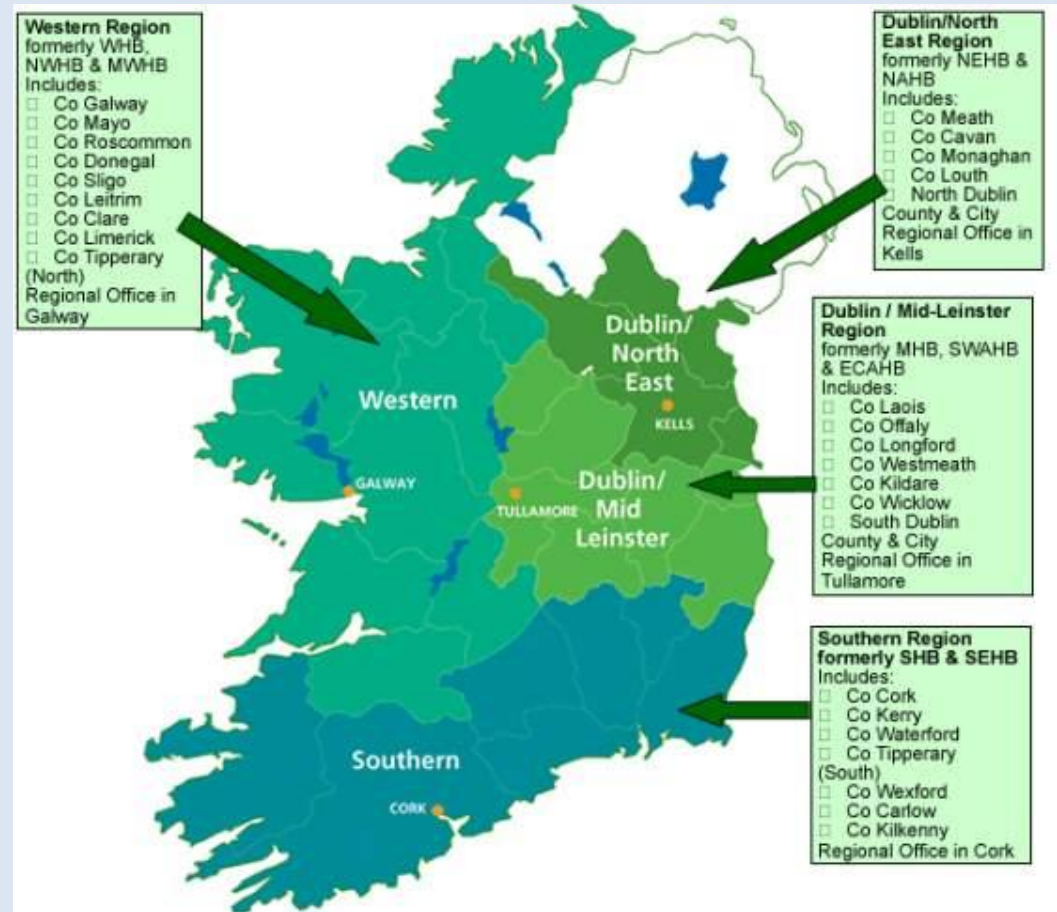 Western Region
formerly WHB,
NWHB & MWHB
Includes:
Co Galway
Co Mayo
Co Roscommon
Co Donegal
Co Sligo
Co Leitrim
Co Clare
Co Limerick
Co Tipperary
(North)
Regional Office in
Galway
Dublin/North
East Region
formerly NEHB &
NAHB
Includes:
Co Meath
Co Cavan
Co Monaghan
Co Louth
North Dublin
County & City
Regional Office in
Kells
Dublin / Mid-Leinster
Region
formerly MHB, SWAHB
& ECAHB
Includes:
Co Laois
Co Offaly
Co Longford
Co Westmeath
Co Kildare
Co Wicklow
South Dublin
County & City
Regional Office in
Tullamore
Southern Region
formerly SHB & SEHB
Includes:
Co Cork
Co Kerry
Co Waterford
Co Tipperary
(South)
Co Wexford
Co Carlow
Co Kilkenny
Regional Office in Cork
Dublin/
North
East
KELLS
Western
GALWAY
Dublin/
Mid
Leinster
TULLAMORE
Southern
CORK